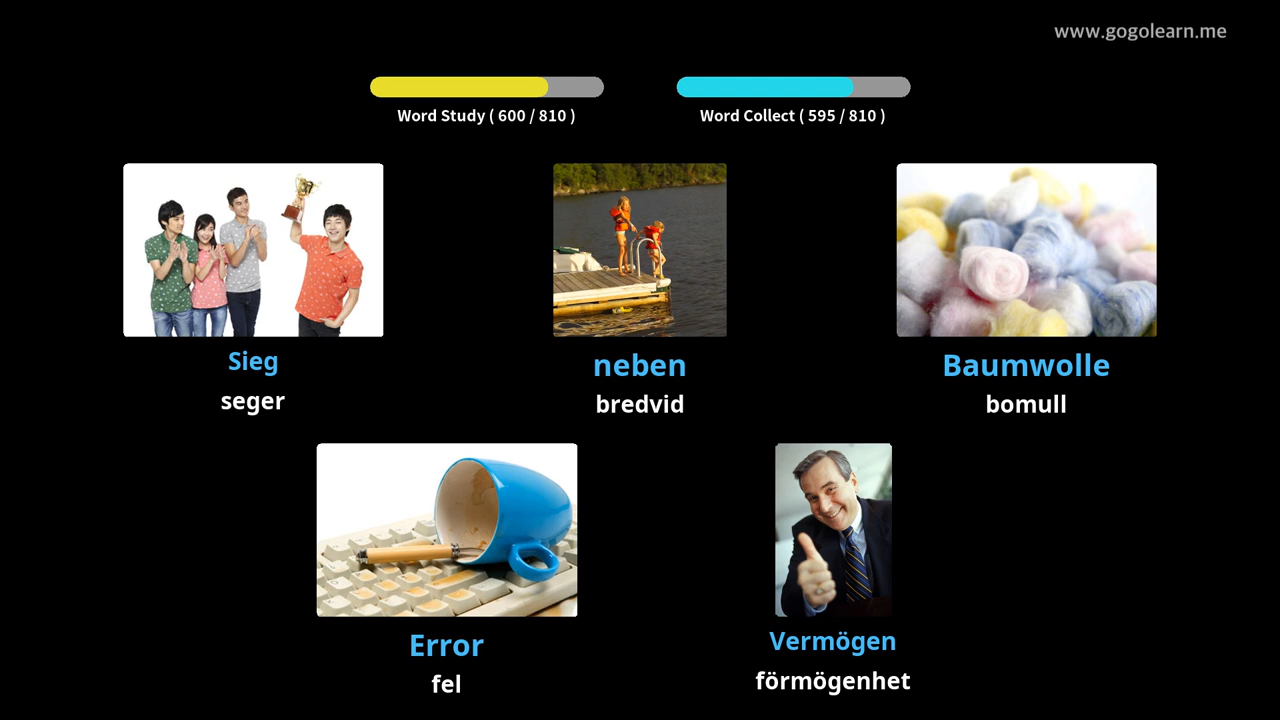 www.gogolearn.me
Word Study ( 600 / 810 )
Word Collect ( 595 / 810 )
Sieg
seger
neben
bredvid
Baumwolle
bomull
Error
fel
Vermögen
förmögenhet